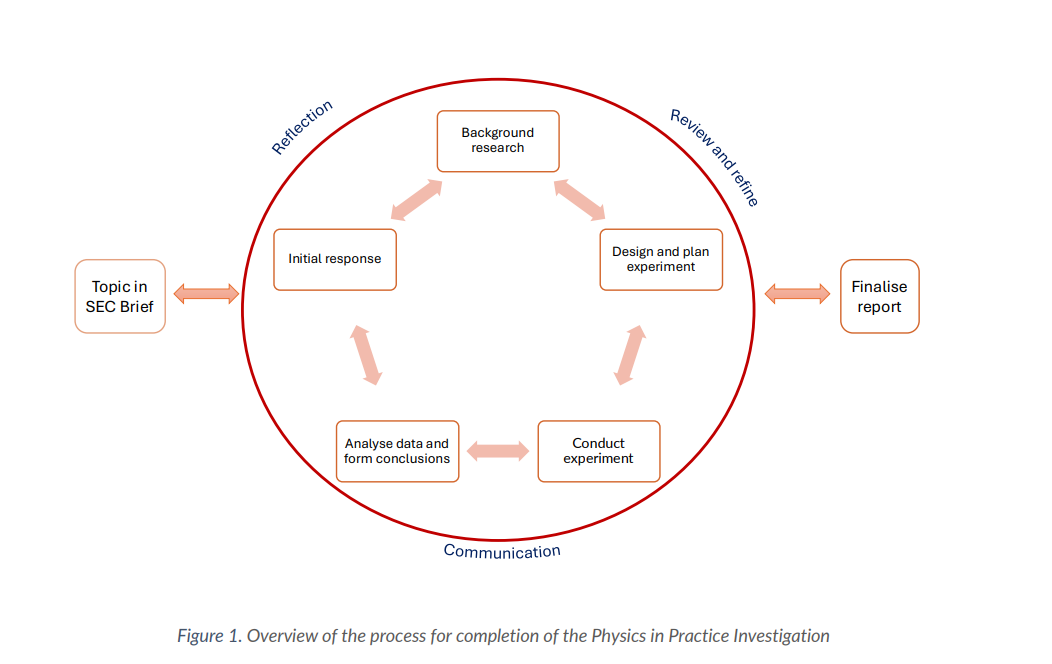 Reflection
Review and refine
Background
research
Initial response
Design and plan
experiment
Topic in
SEC Brief
Finalise
report
Analyse data and
form conclusions
Conduct
experiment
Communication
Figure 1. Overview of the process for completion of the Physics in Practice Investigation